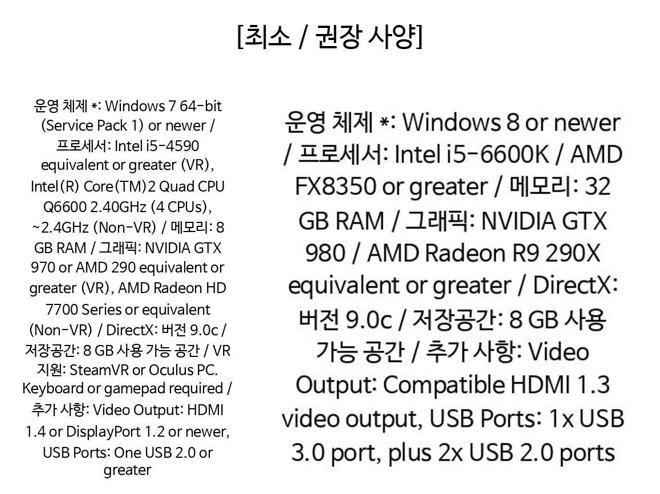 [최소 / 권장 사양]
운영 체제 *: Windows 7 64-bit
(Service Pack 1) or newer /
프로세서: Intel i5-4590
equivalent or greater (VR),
Intel(R) Core(TM)2 Quad CPU
Q6600 2.40GHz (4 CPUs),
~2.4GHz (Non-VR) / 메모리: 8
GB RAM / 그래픽: NVIDIA GTX
970 or AMD 290 equivalent or
greater (VR), AMD Radeon HD
7700 Series or equivalent
(Non-VR) / DirectX: 버전 9.0c /
저장공간: 8 GB 사용 가능 공간 / VR
지원: SteamVR or Oculus PC.
Keyboard or gamepad required /
추가 사항: Video Output: HDMI
1.4 or DisplayPort 1.2 or newer,
USB Ports: One USB 2.0 or
greater
운영 체제 *: Windows 8 or newer
/ 프로세서: Intel i5-6600K / AMD
FX8350 or greater / 메모리: 32
GB RAM / 그래픽: NVIDIA GTX
980 / AMD Radeon R9 290X
equivalent or greater / DirectX:
버전 9.0c / 저장공간: 8 GB 사용
가능 공간 / 추가 사항: Video
Output: Compatible HDMI 1.3
video output, USB Ports: 1x USB
3.0 port, plus 2x USB 2.0 ports